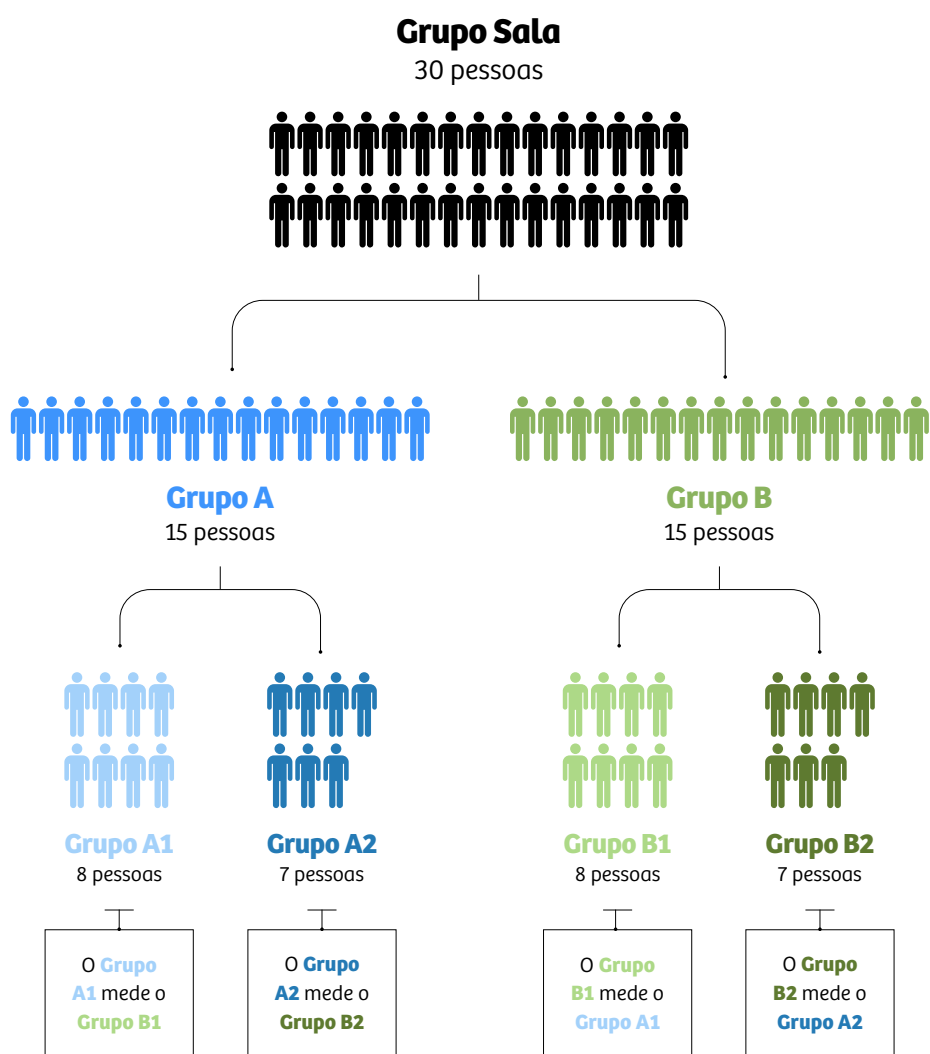 Grupo Sala
30 pessoas
Grupo A
15 pessoas
Grupo B
15 pessoas
Grupo A1
8 pessoas
Grupo A2
7 pessoas
Grupo B1
8 pessoas
Grupo B2
7 pessoas
O Grupo
A1 mede o
Grupo B1
O Grupo
A2 mede o
Grupo B2
O Grupo
B1 mede o
Grupo A1
O Grupo
B2 mede o
Grupo A2